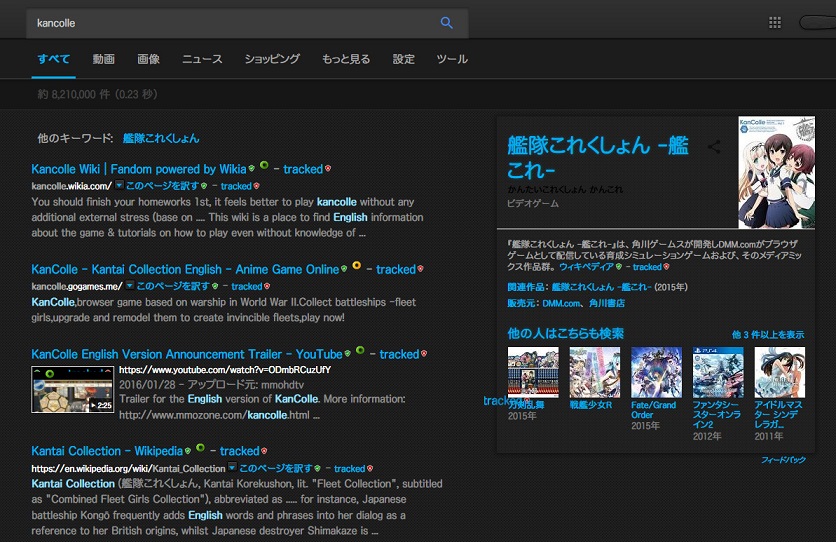 kancolle
すべて 動画 画像 ニュース ショッピング もっと見る 設定 ツール
約 8,210,000 件 (0.23 秒)
他のキーワード: 艦隊これくしょん
Kancolle Wiki | Fandom powered by Wikia - tracked
kancolle.wikia.com/ このページを訳す - tracked
You should finish your homeworks 1st, it feels better to play kancolle without any
additional external stress (base on .... This wiki is a place to find English information
about the game & tutorials on how to play even without knowledge of ...
KanColle - Kantai Collection English - Anime Game Online - tracked
kancolle.gogames.me/ このページを訳す - tracked
KanColle,browser game based on warship in World War II.Collect battleships -fleet
girls,upgrade and remodel them to create invincible fleets,play now!
KanColle English Version Announcement Trailer - YouTube - tracked
2:25
https://www.youtube.com/watch?v=ODmbRCuzUfY
2016/01/28 - アップロード元: mmohdtv
Trailer for the English version of KanColle. More information:
http://www.mmozone.com/kancolle.html ...
Kantai Collection - Wikipedia - tracked
https://en.wikipedia.org/wiki/Kantai_Collection このページを訳す - tracked
Kantai Collection (艦隊これくしょん, Kantai Korekushon, lit. "Fleet Collection", subtitled
as "Combined Fleet Girls Collection"), abbreviated as ..... for instance, Japanese
battleship Kongō frequently adds English words and phrases into her dialog as a
reference to her British origins, whilst Japanese destroyer Shimakaze is ...
艦隊これくしょん -艦
これ-
かんたいこれくしょん かんこれ
ビデオゲーム
KanColle
『艦隊これくしょん -艦これ-』は、角川ゲームスが開発しDMM.comがブラウザ
ゲームとして配信している育成シミュレーションゲームおよび、そのメディアミッ
クス作品群。 ウィキペディア - tracked
関連作品: 艦隊これくしょん -艦これ- (2015年)
販売元: DMM.com、角川書店
他の人はこちらも検索 他 3 件以上を表示
tracked
刀剣乱舞
2015年
戦艦少女R
Fate/Grand
Order
2015年
PS4
ファンタシー
スターオンラ
イン2
2012年
アイドルマス
ター シンデ
レラガ...
2011年
フィードバック